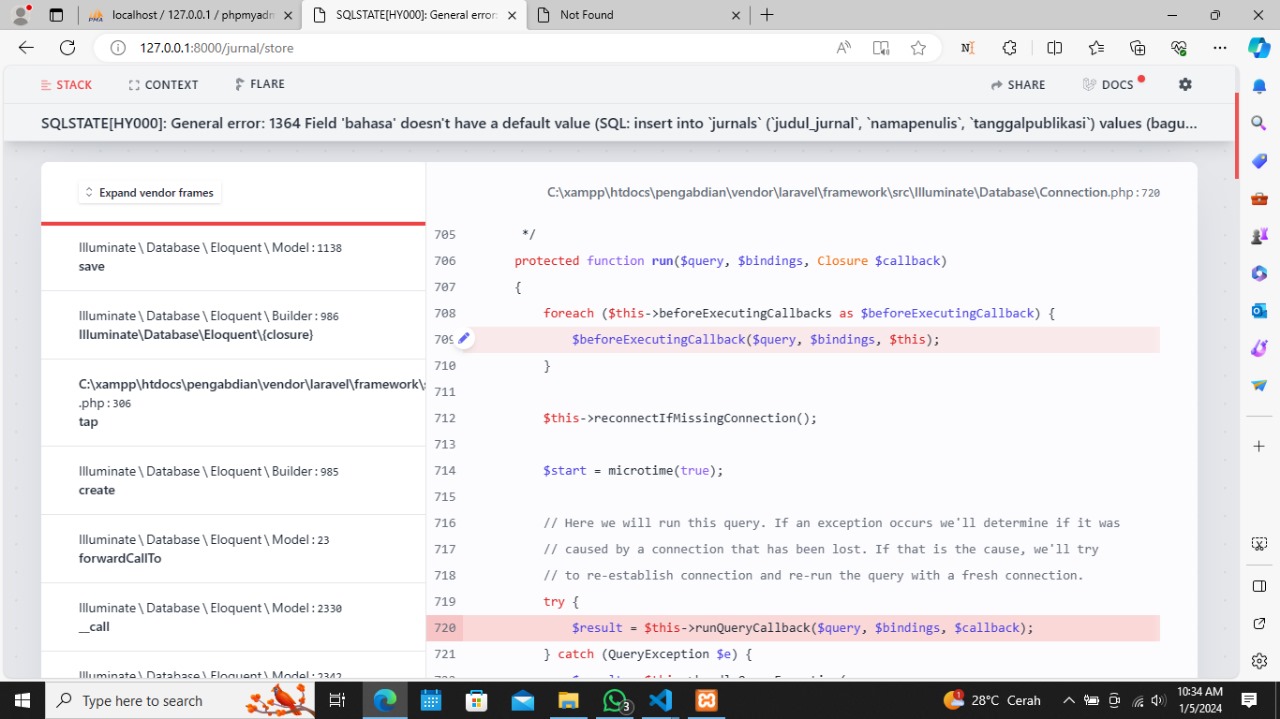 localhost / 127.0.0.1 / phpmyadm
SQLSTATE[HY000]: General error:
Not Found
127.0.0.1:8000/jurnal/store
STACK
CONTEXT
FLARE
SHARE
DOCS
SQLSTATE[HY000]: General error: 1364 Field 'bahasa' doesn't have a default value (SQL: insert into `jurnals` (`judul_jurnal`, `namapenulis`, `tanggalpublikasi`) values (bagu...
Expand vendor frames
C:\xampp\htdocs\pengabdian\vendor\laravel\framework\src\Illuminate\Database\Connection.php : 720
Illuminate \ Database \ Eloquent \ Model : 1138
save
Illuminate \ Database \ Eloquent \ Builder : 986
Illuminate\Database\Eloquent\{closure}
C:\xampp\htdocs\pengabdian\vendor\laravel\framework\
.php : 306
tap
Illuminate \ Database \ Eloquent \ Builder : 985
create
Illuminate \ Database \ Eloquent \ Model : 23
forwardCallTo
Illuminate \ Database \ Eloquent \ Model : 2330
__call
Illuminate \ Database \ Eloquent \ Model : 2342
705 */
706 protected function run($query, $bindings, Closure $callback)
707 {
708 foreach ($this->beforeExecutingCallbacks as $beforeExecutingCallback) {
709 $beforeExecutingCallback($query, $bindings, $this);
710 }
711
712 $this->reconnectIfMissingConnection();
713
714 $start = microtime(true);
715
716 // Here we will run this query. If an exception occurs we'll determine if it was
717 // caused by a connection that has been lost. If that is the cause, we'll try
718 // to re-establish connection and re-run the query with a fresh connection.
719 try {
720 $result = $this->runQueryCallback($query, $bindings, $callback);
721 } catch (QueryException $e) {
Type here to search
3
28°C Cerah
10:34 AM
1/5/2024